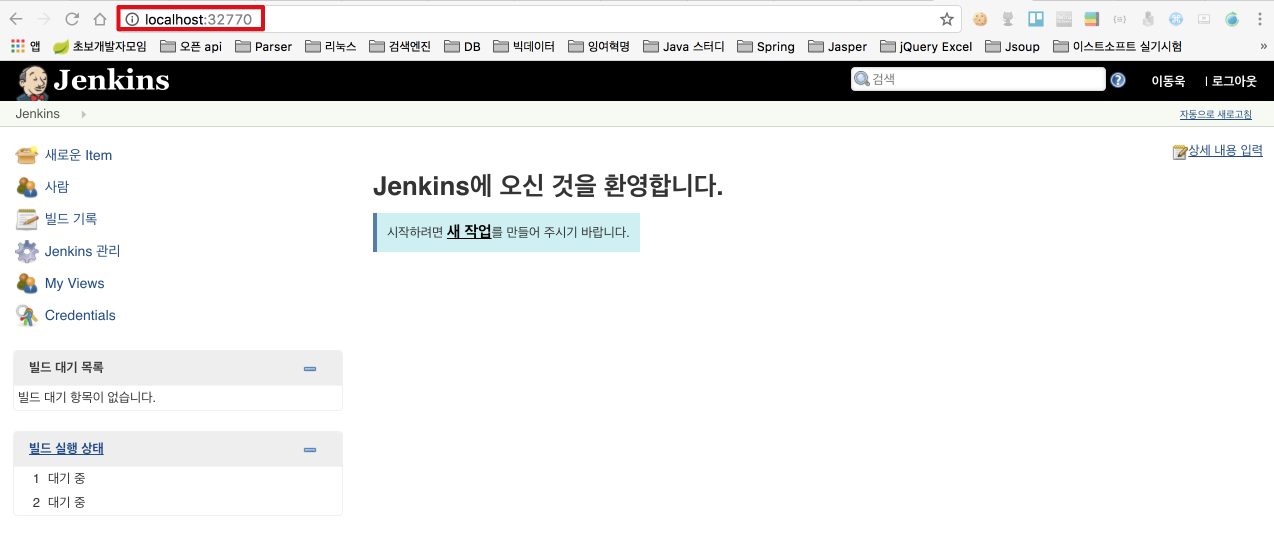 localhost:32770
앱 초보개발자모임 오픈 api Parser 리눅스 검색엔진 DB 빅데이터 잉여혁명 Java 스터디 Spring Jasper jQuery Excel Jsoup 이스트소프트 실기시험 »
Jenkins 검색 이동욱 | 로그아웃
Jenkins 자동으로 새로고침
상세 내용 입력
새로운 Item
사람
빌드 기록
Jenkins 관리
My Views
Credentials
Jenkins에 오신 것을 환영합니다.
시작하려면 새 작업를 만들어 주시기 바랍니다.
빌드 대기 목록
빌드 대기 항목이 없습니다.
빌드 실행 상태
1 대기 중
2 대기 중